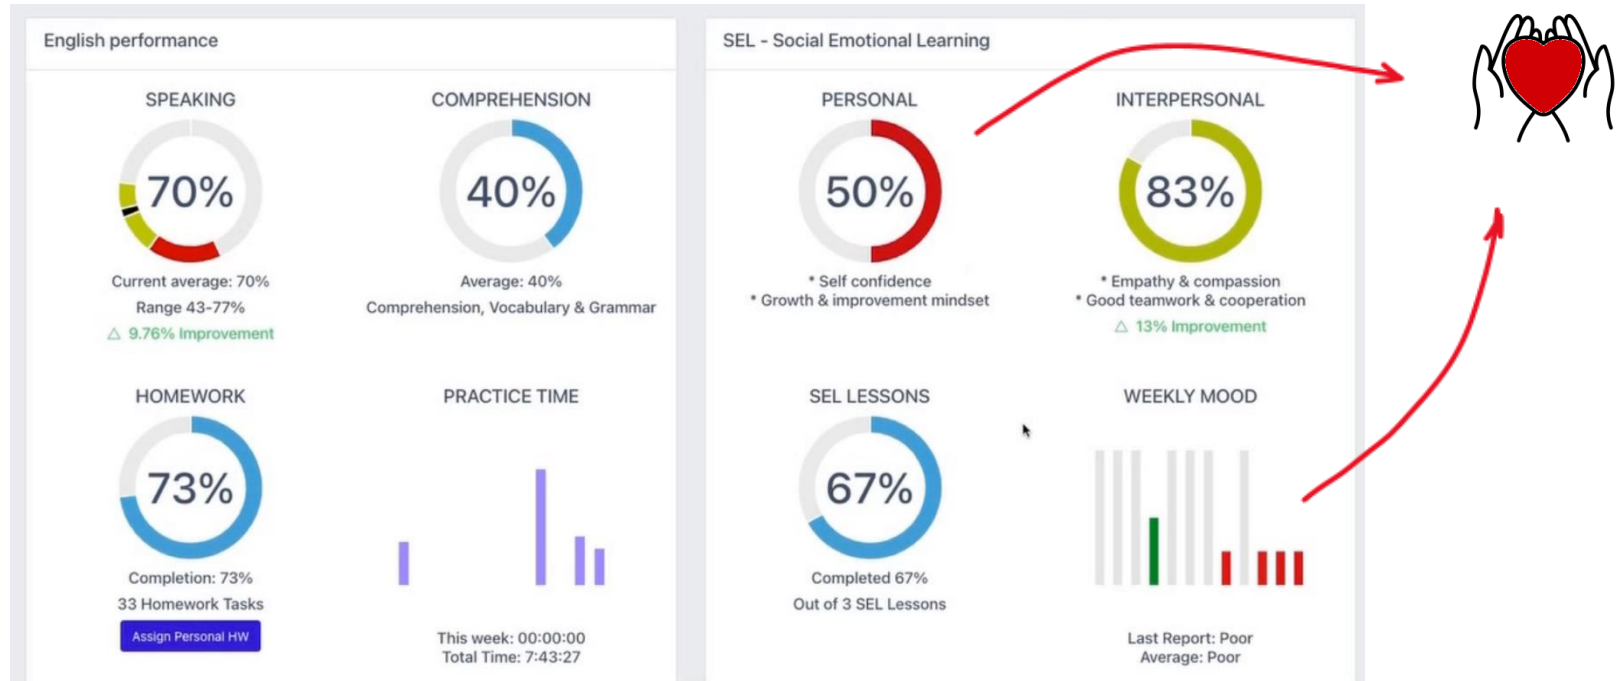 English performance
SPEAKING
70%
Current average: 70%
Range 43-77%
△ 9.76% Improvement
COMPREHENSION
40%
Average: 40%
Comprehension, Vocabulary & Grammar
HOMEWORK
73%
Completion: 73%
33 Homework Tasks
Assign Personal HW
PRACTICE TIME
This week: 00:00:00
Total Time: 7:43:27
SEL - Social Emotional Learning
PERSONAL
50%
* Self confidence
* Growth & improvement mindset
INTERPERSONAL
83%
* Empathy & compassion
* Good teamwork & cooperation
△ 13% Improvement
SEL LESSONS
67%
Completed 67%
Out of 3 SEL Lessons
WEEKLY MOOD
Last Report: Poor
Average: Poor